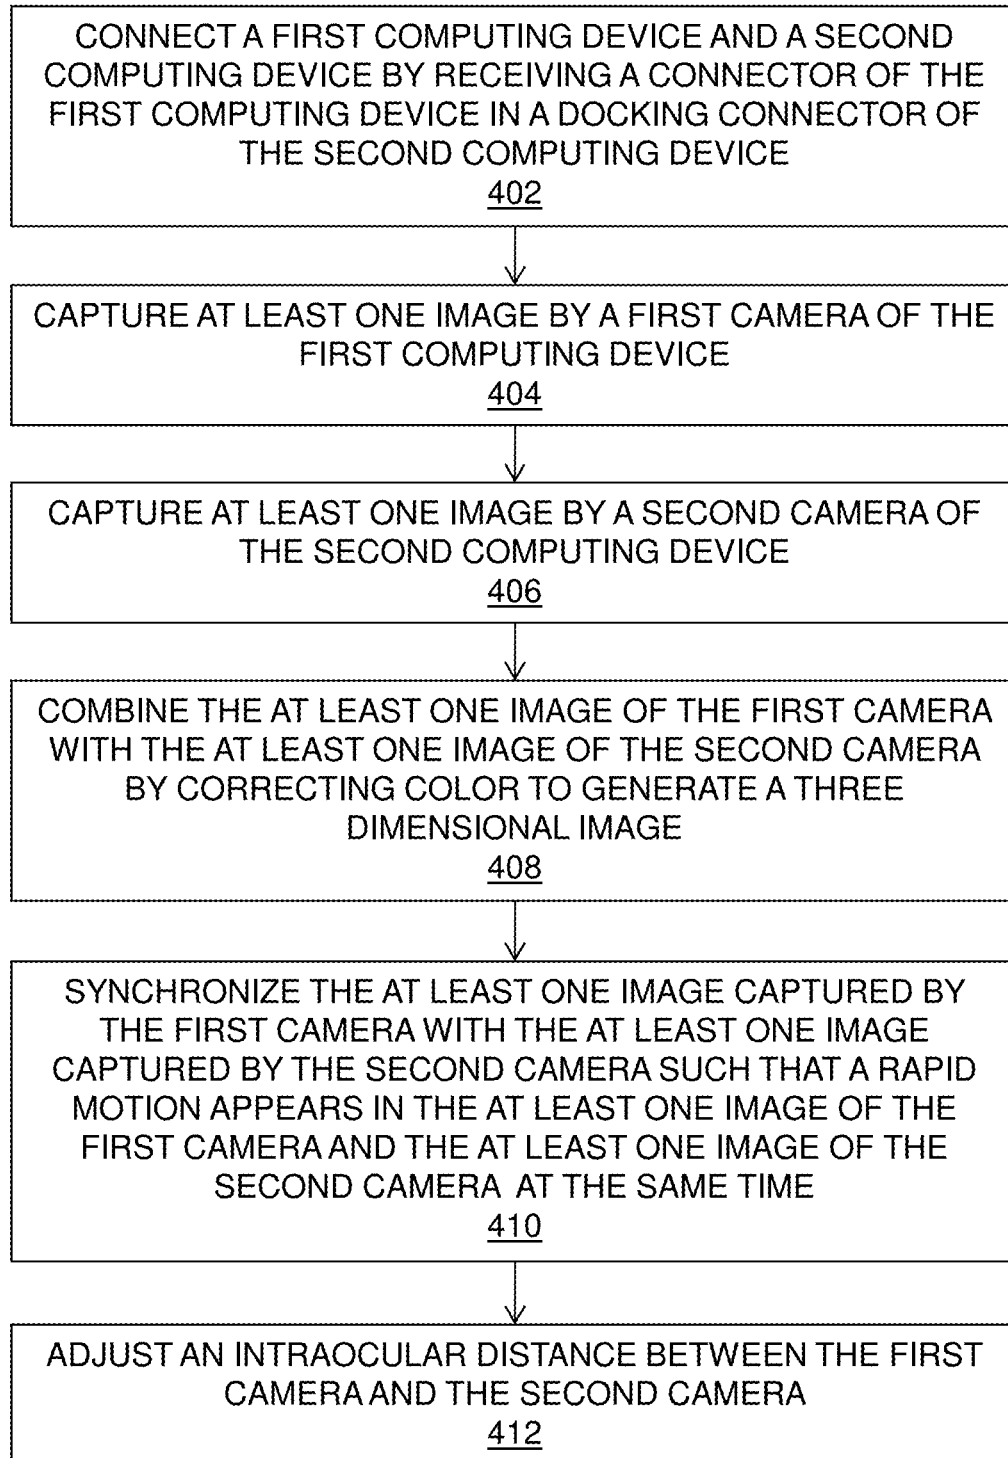 CONNECT A FIRST COMPUTING DEVICE AND A SECOND
COMPUTING DEVICE BY RECEIVING A CONNECTOR OF THE
FIRST COMPUTING DEVICE IN A DOCKING CONNECTOR OF
THE SECOND COMPUTING DEVICE
402
CAPTURE AT LEAST ONE IMAGE BY A FIRST CAMERA OF THE
FIRST COMPUTING DEVICE
404
CAPTURE AT LEAST ONE IMAGE BY A SECOND CAMERA OF
THE SECOND COMPUTING DEVICE
406
COMBINE THE AT LEAST ONE IMAGE OF THE FIRST CAMERA
WITH THE AT LEAST ONE IMAGE OF THE SECOND CAMERA
BY CORRECTING COLOR TO GENERATE A THREE
DIMENSIONAL IMAGE
408
SYNCHRONIZE THE AT LEAST ONE IMAGE CAPTURED BY
THE FIRST CAMERA WITH THE AT LEAST ONE IMAGE
CAPTURED BY THE SECOND CAMERA SUCH THAT A RAPID
MOTION APPEARS IN THE AT LEAST ONE IMAGE OF THE
FIRST CAMERA AND THE AT LEAST ONE IMAGE OF THE
SECOND CAMERA AT THE SAME TIME
410
ADJUST AN INTRAOCULAR DISTANCE BETWEEN THE FIRST
CAMERA AND THE SECOND CAMERA
412